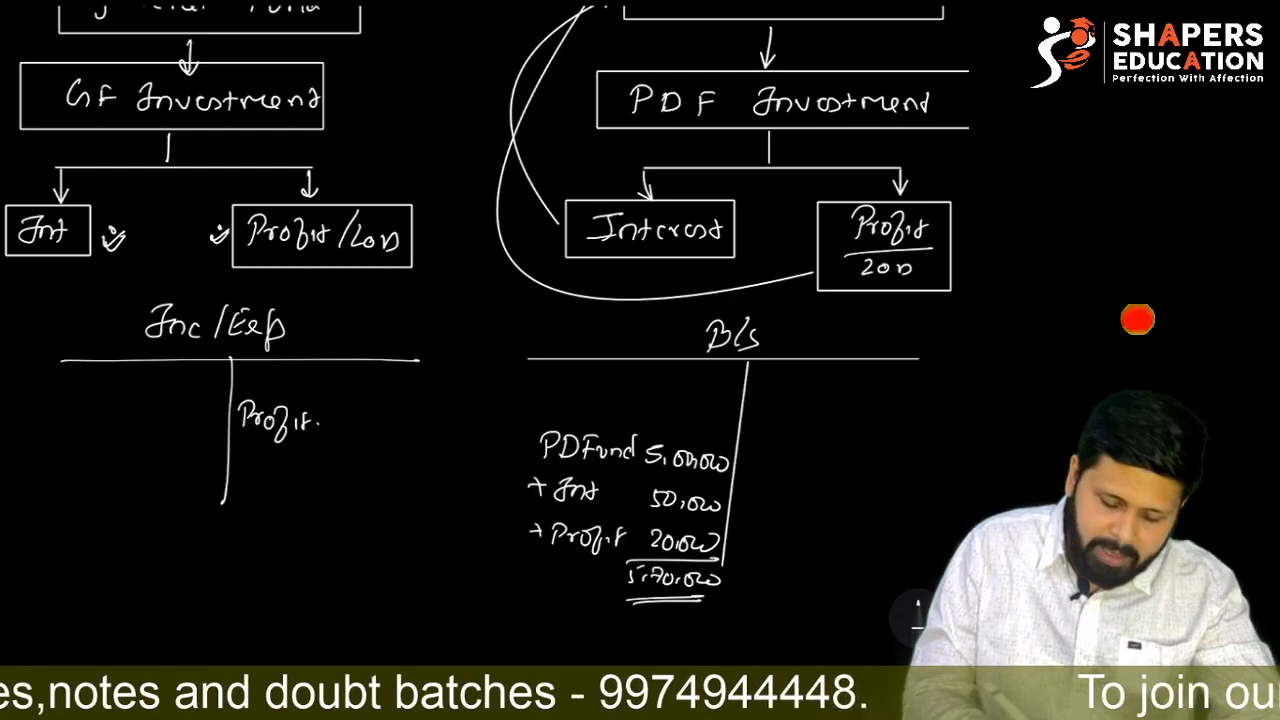 SHAPERS
EDUCATION
Perfection With Affection
GF Investment
PDF Investment
Int
Profit/Loss
Interest
Profit
Loss
Inc/Exp
B/s
Profit.
PDFund 5,00,000
+ Int 50,000
+ Profit 20,000
5,70,000
es,notes and doubt batches - 9974944448.
To join ou